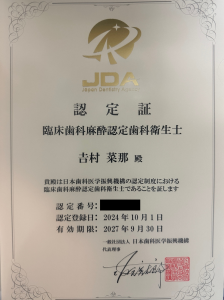 JDA
認定証
臨床歯科麻酔認定歯科衛生士
吉村 菜那 殿
貴殿は日本歯科医学振興機構の認定制度における
臨床歯科麻酔認定歯科衛生士であることを証します
認定番号:
認定登録日: 2024年10月1日
有効期限: 2027年9月30日
一般社団法人 日本歯科医学振興機構
代表理事